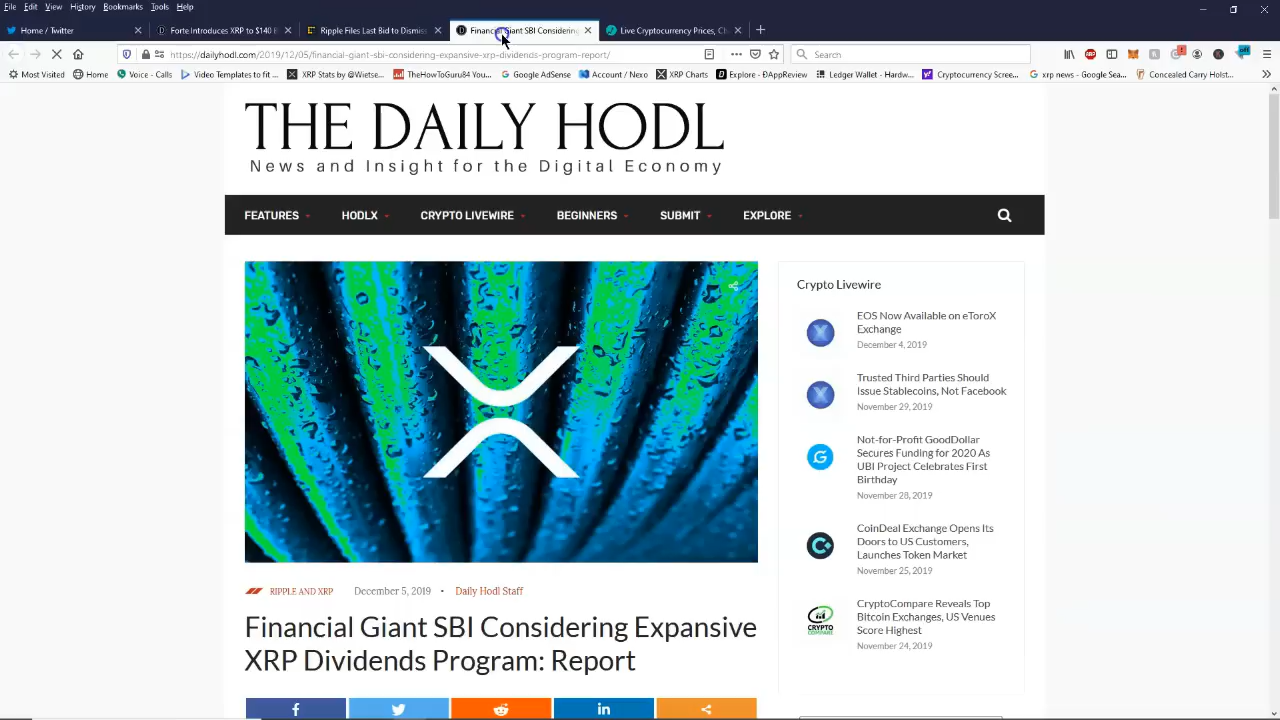 File Edit View History Bookmarks Tools Help
Home / Twitter
Forte Introduces XRP to $140 B
Ripple Files Last Bid to Dismiss
Financial Giant SBI Considering
Live Cryptocurrency Prices, Ch
https://dailyhodl.com/2019/12/05/financial-giant-sbi-considering-expansive-xrp-dividends-program-report/
Search
Most Visited Home Voice - Calls Video Templates to fit ... XRP Stats by @Wietse... TheHowToGuru84 You... Google AdSense Account / Nexo XRP Charts Explore - ÐAppReview Ledger Wallet - Hardw... Cryptocurrency Scree... xrp news - Google Sea... Concealed Carry Holst...
THE DAILY HODL
News and Insight for the Digital Economy
FEATURES HODLX CRYPTO LIVEWIRE BEGINNERS SUBMIT EXPLORE
Crypto Livewire
EOS Now Available on eToroX
Exchange
December 4, 2019
Trusted Third Parties Should
Issue Stablecoins, Not Facebook
November 29, 2019
Not-for-Profit GoodDollar
Secures Funding for 2020 As
UBI Project Celebrates First
Birthday
November 28, 2019
CoinDeal Exchange Opens Its
Doors to US Customers,
Launches Token Market
November 25, 2019
CRYPTO
COMPARE
CryptoCompare Reveals Top
Bitcoin Exchanges, US Venues
Score Highest
November 24, 2019
RIPPLE AND XRP December 5, 2019 • Daily Hodl Staff
Financial Giant SBI Considering Expansive
XRP Dividends Program: Report